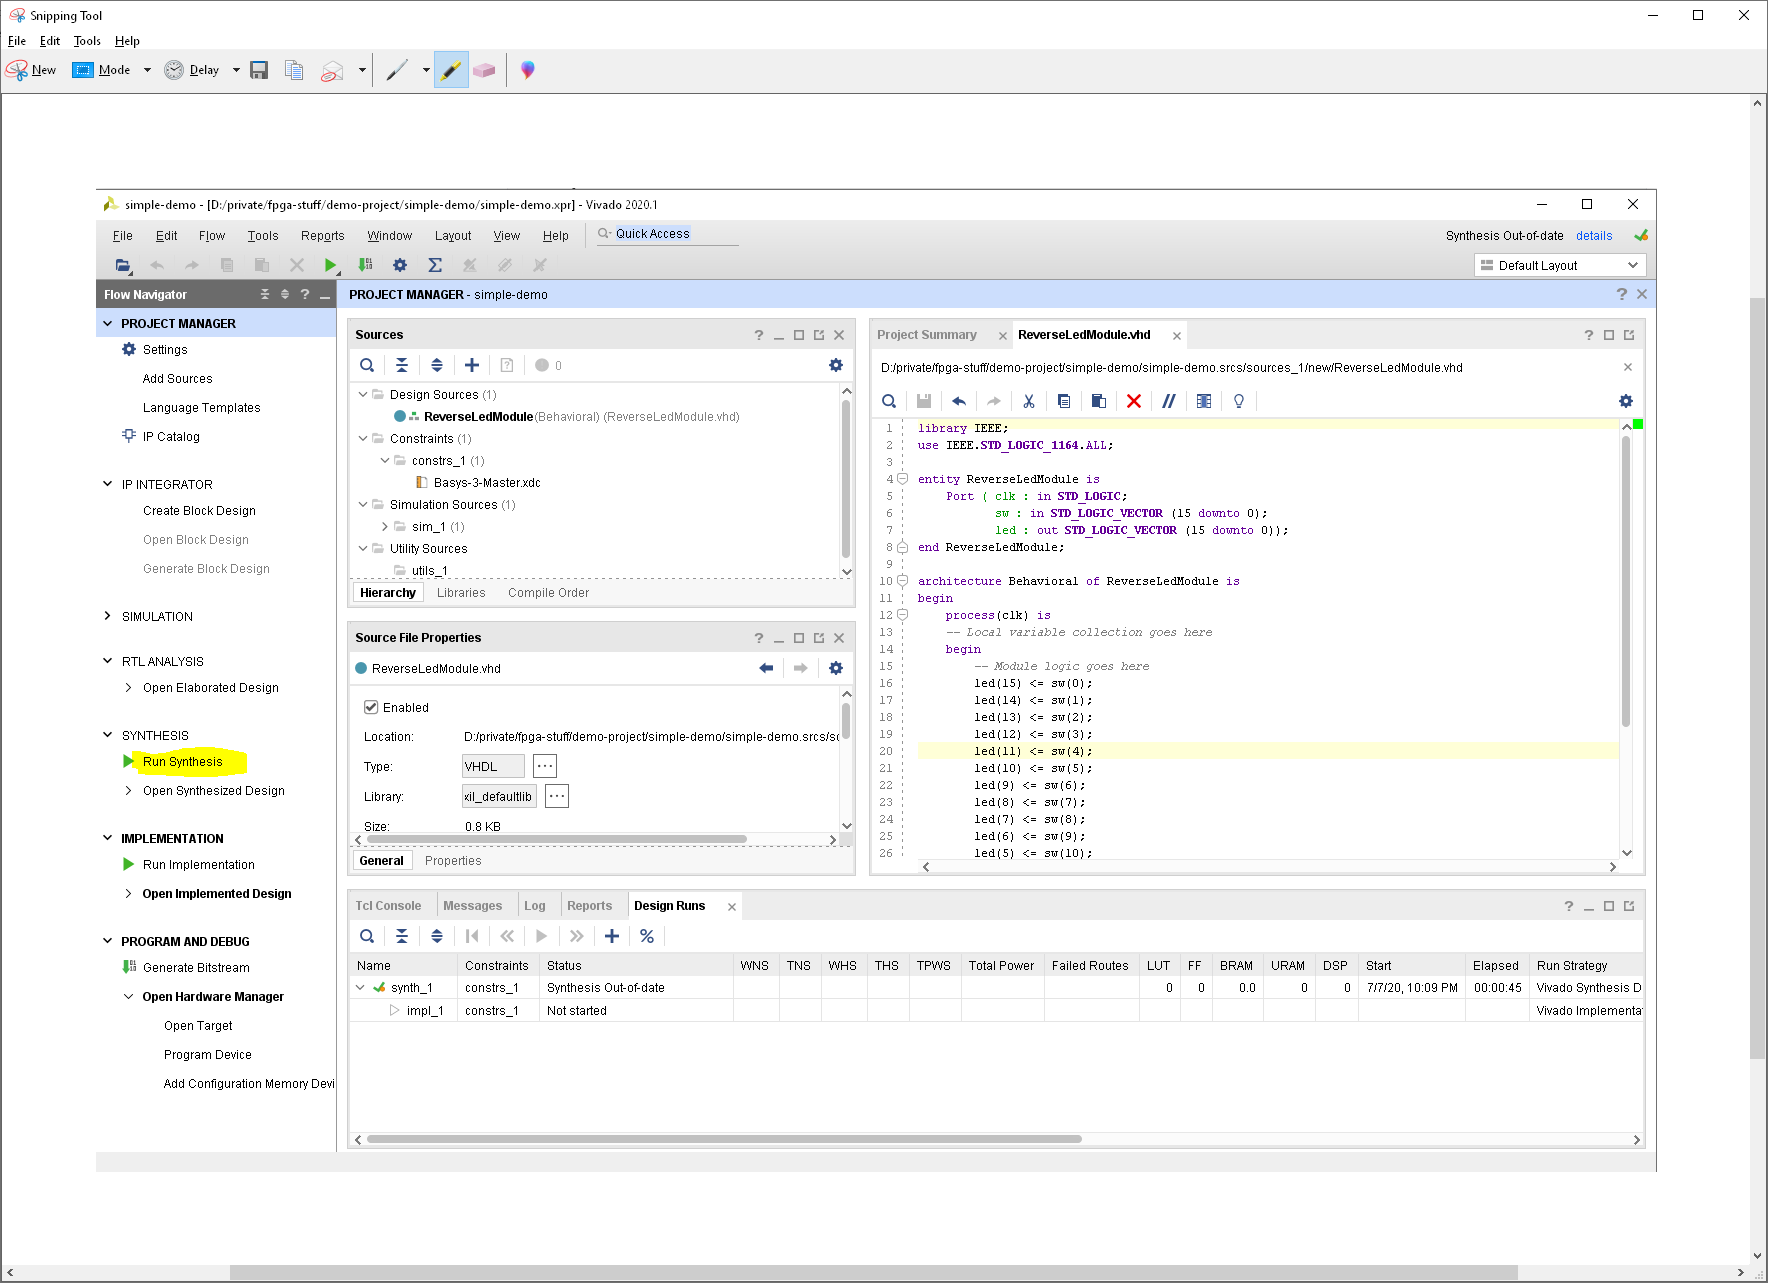 Snipping Tool
File Edit Tools Help
New Mode Delay
simple-demo - [D:/private/fpga-stuff/demo-project/simple-demo/simple-demo.xpr] - Vivado 2020.1
File Edit Flow Tools Reports Window Layout View Help Quick Access
Synthesis Out-of-date details
Default Layout
Flow Navigator
PROJECT MANAGER
Settings
Add Sources
Language Templates
IP Catalog
IP INTEGRATOR
Create Block Design
Open Block Design
Generate Block Design
SIMULATION
RTL ANALYSIS
Open Elaborated Design
SYNTHESIS
Run Synthesis
Open Synthesized Design
IMPLEMENTATION
Run Implementation
Open Implemented Design
PROGRAM AND DEBUG
Generate Bitstream
Open Hardware Manager
Open Target
Program Device
Add Configuration Memory Devi
PROJECT MANAGER - simple-demo
Sources
0
Design Sources (1)
ReverseLedModule(Behavioral) (ReverseLedModule.vhd)
Constraints (1)
constrs_1 (1)
Basys-3-Master.xdc
Simulation Sources (1)
sim_1 (1)
Utility Sources
utils_1
Hierarchy Libraries Compile Order
Source File Properties
ReverseLedModule.vhd
Enabled
Location: D:/private/fpga-stuff/demo-project/simple-demo/simple-demo.srcs/sc
Type: VHDL
Library: xil_defaultlib
Size: 0.8 KB
General Properties
Project Summary ReverseLedModule.vhd
D:/private/fpga-stuff/demo-project/simple-demo/simple-demo.srcs/sources_1/new/ReverseLedModule.vhd
1 library IEEE;
2 use IEEE.STD_LOGIC_1164.ALL;
3
4 entity ReverseLedModule is
5 Port ( clk : in STD_LOGIC;
6 sw : in STD_LOGIC_VECTOR (15 downto 0);
7 led : out STD_LOGIC_VECTOR (15 downto 0));
8 end ReverseLedModule;
9
10 architecture Behavioral of ReverseLedModule is
11 begin
12 process(clk) is
13 -- Local variable collection goes here
14 begin
15 -- Module logic goes here
16 led(15) <= sw(0);
17 led(14) <= sw(1);
18 led(13) <= sw(2);
19 led(12) <= sw(3);
20 led(11) <= sw(4);
21 led(10) <= sw(5);
22 led(9) <= sw(6);
23 led(8) <= sw(7);
24 led(7) <= sw(8);
25 led(6) <= sw(9);
26 led(5) <= sw(10);
Tcl Console Messages Log Reports Design Runs
Name Constraints Status WNS TNS WHS THS TPWS Total Power Failed Routes LUT FF BRAM URAM DSP Start Elapsed Run Strategy
synth_1 constrs_1 Synthesis Out-of-date 0 0 0.0 0 0 7/7/20, 10:09 PM 00:00:45 Vivado Synthesis D
impl_1 constrs_1 Not started Vivado Implementa